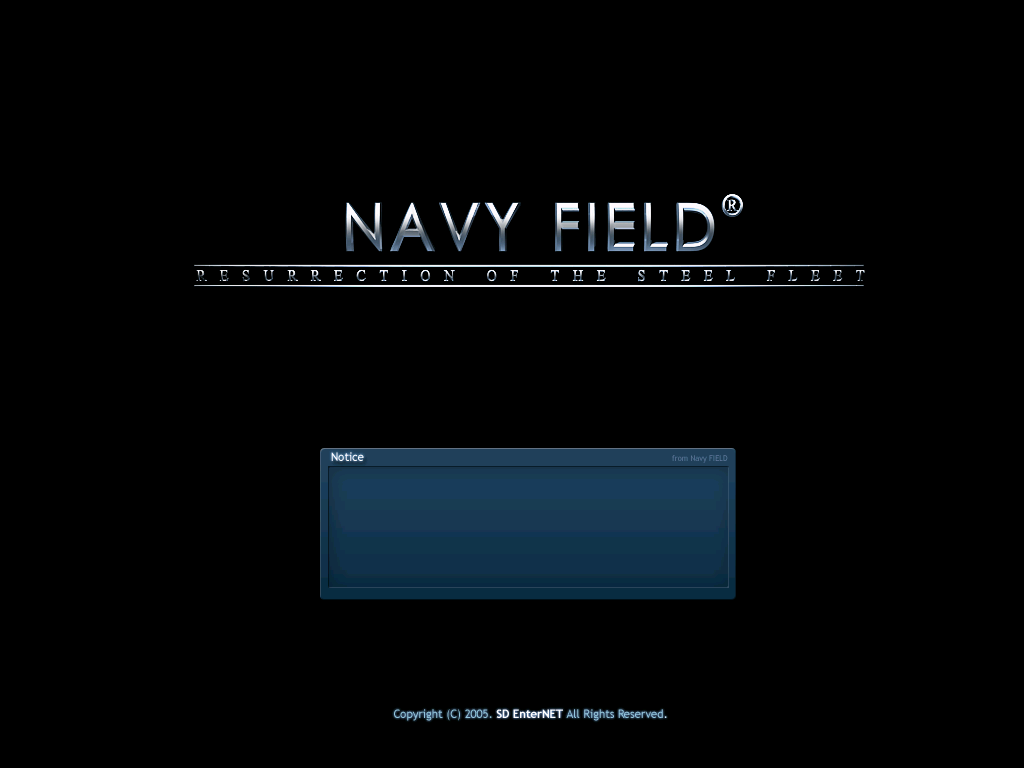 NAVY FIELD®
RESURRECTION OF THE STEEL FLEET
Notice
from Navy FIELD
Copyright (C) 2005. SD EnterNET All Rights Reserved.